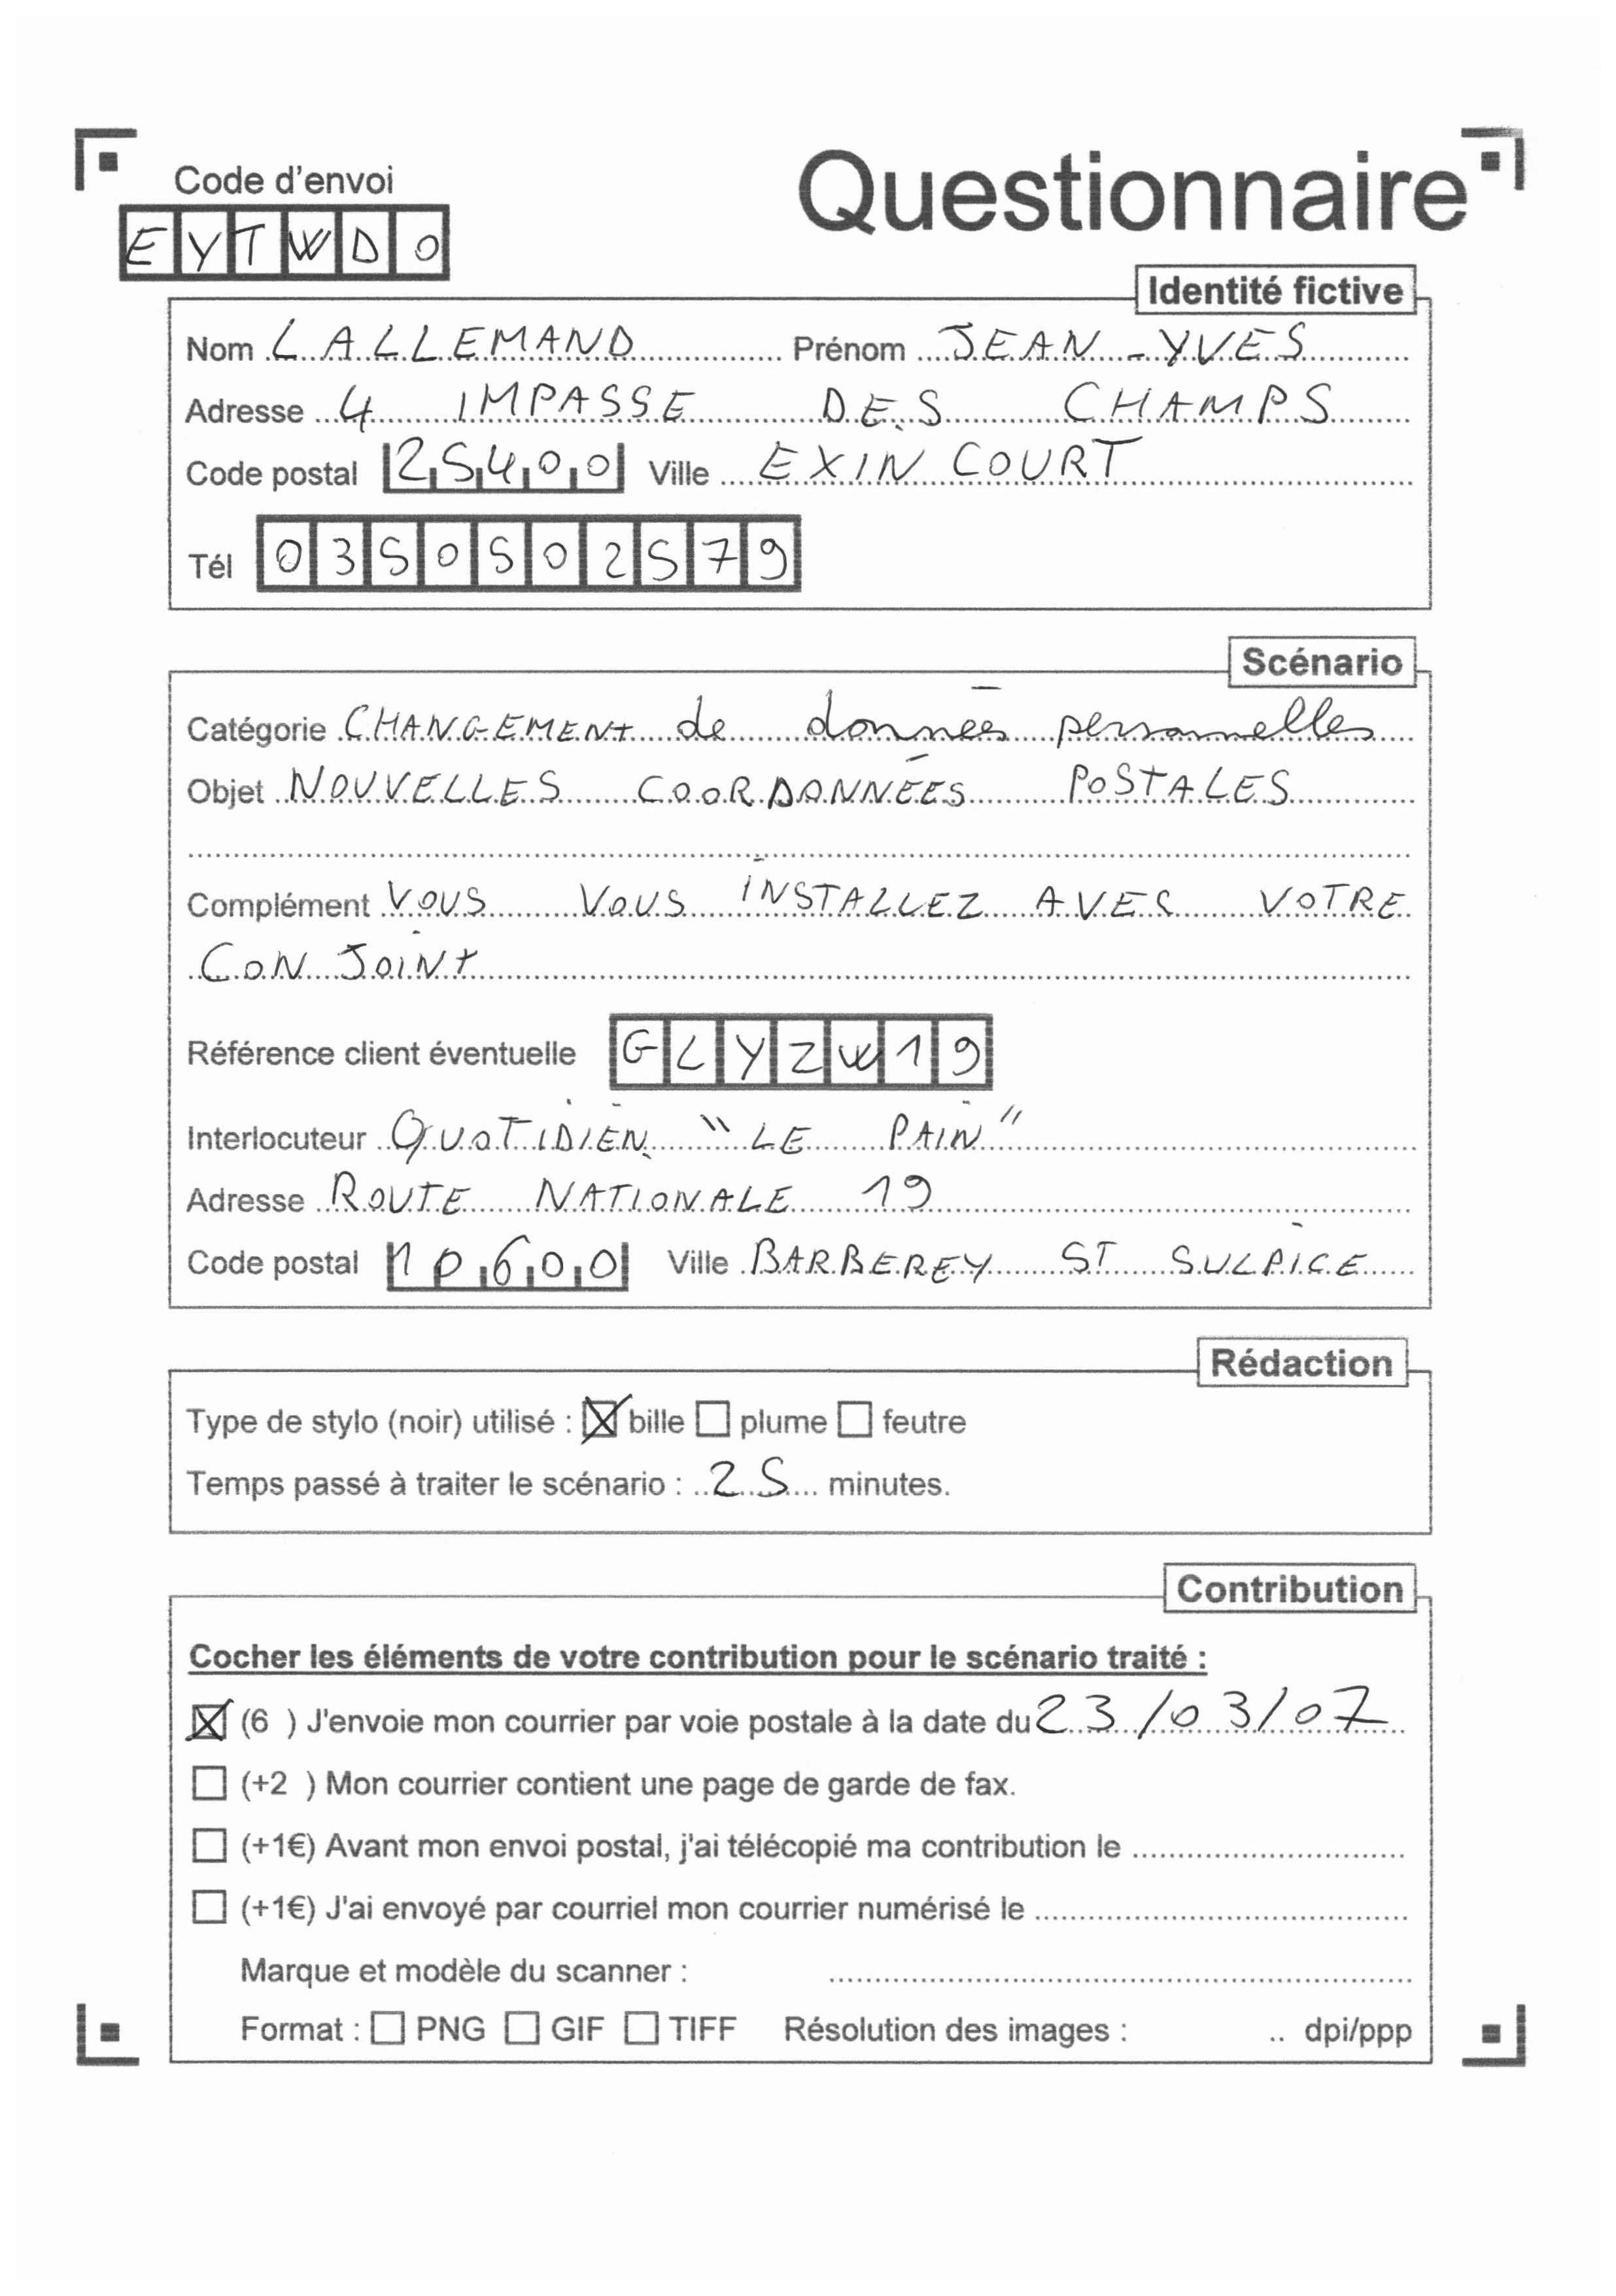 Code d'envoi
Questionnaire
EYTWDO
Identité fictive
Nom LALLEMAND Prénom JEAN-YVES
Adresse 4 IMPASSE DES CHAMPS
Code postal 25400 Ville EXINCOURT
Tél 0350502579
Scénario
Catégorie CHANGEMENT de données personnelles
Objet NOUVELLES COORDONNÉES POSTALES
Complément VOUS VOUS INSTALLEZ AVEC VOTRE
CONJOINT
Référence client éventuelle GLYZW19
Interlocuteur QUOTIDIEN "LE PAIN"
Adresse ROUTE NATIONALE 19
Code postal 10600 Ville BARBEREY ST SULPICE
Rédaction
Type de stylo (noir) utilisé : ☒ bille ☐ plume ☐ feutre
Temps passé à traiter le scénario : 25 minutes.
Contribution
Cocher les éléments de votre contribution pour le scénario traité :
☒ (6 ) J'envoie mon courrier par voie postale à la date du 23/03/07
☐ (+2 ) Mon courrier contient une page de garde de fax.
☐ (+1€) Avant mon envoi postal, j'ai télécopié ma contribution le
☐ (+1€) J'ai envoyé par courriel mon courrier numérisé le
Marque et modèle du scanner :
Format : ☐ PNG ☐ GIF ☐ TIFF Résolution des images : .. dpi/ppp